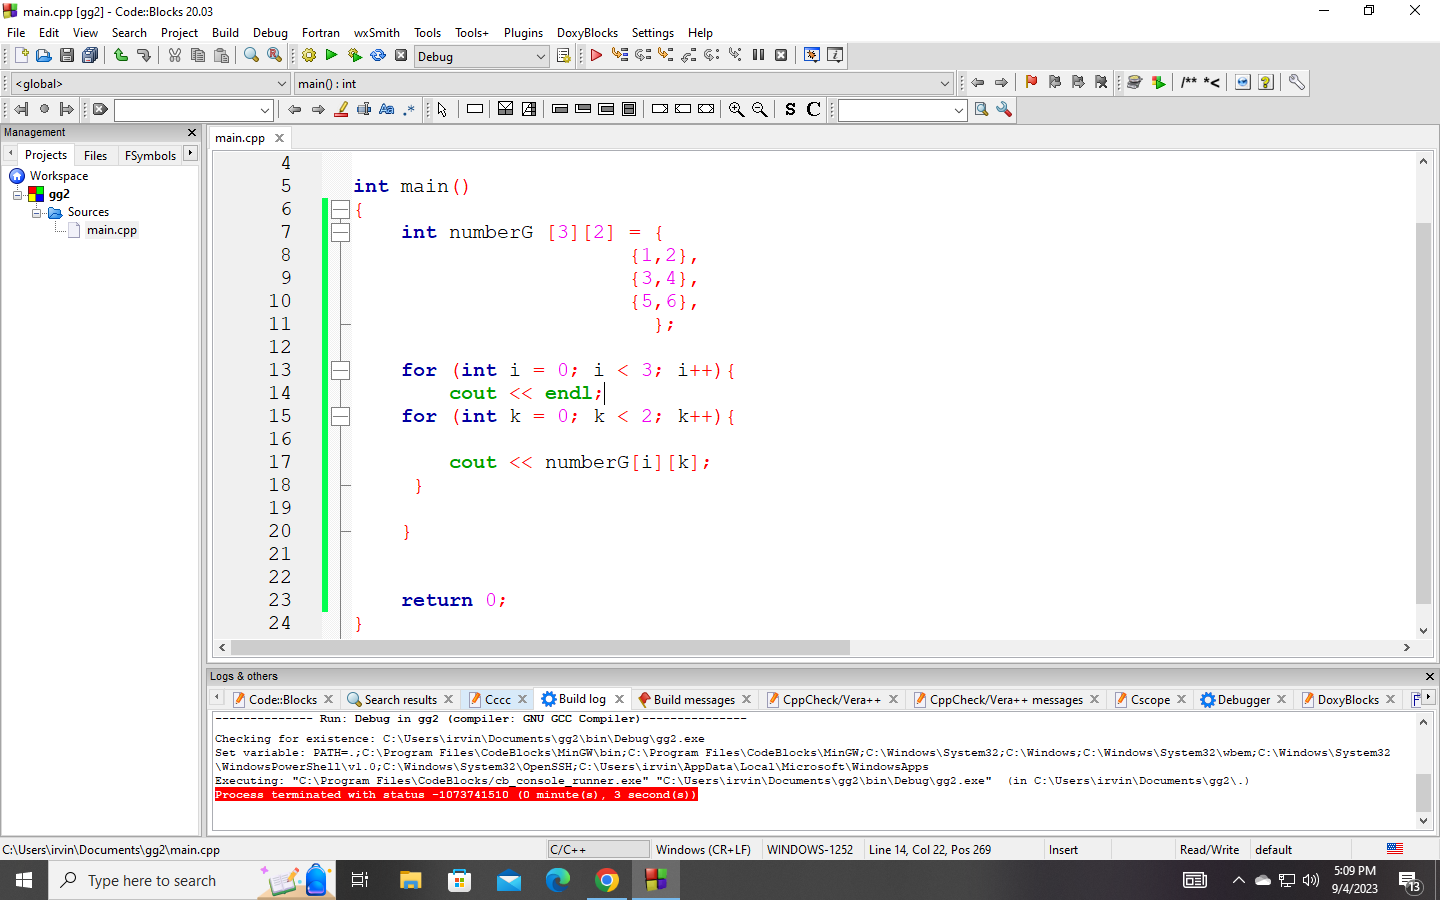 main.cpp [gg2] - Code::Blocks 20.03
File Edit View Search Project Build Debug Fortran wxSmith Tools Tools+ Plugins DoxyBlocks Settings Help
Debug
<global> main() : int
/** *<
Aa .* S C
Management
main.cpp
Projects Files FSymbols
Workspace
gg2
Sources
main.cpp
4
5 int main()
6 {
7 int numberG [3][2] = {
8 {1,2},
9 {3,4},
10 {5,6},
11 };
12
13 for (int i = 0; i < 3; i++){
14 cout << endl;
15 for (int k = 0; k < 2; k++){
16
17 cout << numberG[i][k];
18 }
19
20 }
21
22
23 return 0;
24 }
Logs & others
Code::Blocks Search results Cccc Build log Build messages CppCheck/Vera++ CppCheck/Vera++ messages Cscope Debugger DoxyBlocks F
-------------- Run: Debug in gg2 (compiler: GNU GCC Compiler)---------------
Checking for existence: C:\Users\irvin\Documents\gg2\bin\Debug\gg2.exe
Set variable: PATH=.;C:\Program Files\CodeBlocks\MinGW\bin;C:\Program Files\CodeBlocks\MinGW;C:\Windows\System32;C:\Windows;C:\Windows\System32\wbem;C:\Windows\System32
\WindowsPowerShell\v1.0;C:\Windows\System32\OpenSSH;C:\Users\irvin\AppData\Local\Microsoft\WindowsApps
Executing: "C:\Program Files\CodeBlocks/cb_console_runner.exe" "C:\Users\irvin\Documents\gg2\bin\Debug\gg2.exe" (in C:\Users\irvin\Documents\gg2\.)
Process terminated with status -1073741510 (0 minute(s), 3 second(s))
C:\Users\irvin\Documents\gg2\main.cpp C/C++ Windows (CR+LF) WINDOWS-1252 Line 14, Col 22, Pos 269 Insert Read/Write default
Type here to search
5:09 PM
9/4/2023
13